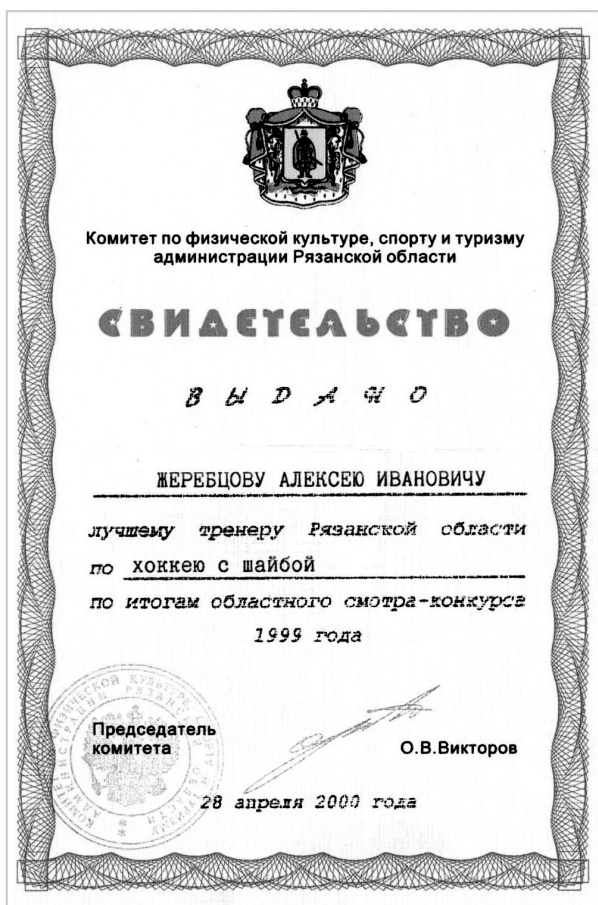 Комитет по физической культуре, спорту и туризму
администрации Рязанской области
СВИДЕТЕЛЬСТВО
ВЫДАНО
ЖЕРЕБЦОВУ АЛЕКСЕЮ ИВАНОВИЧУ
лучшему тренеру Рязанской области
по хоккею с шайбой
по итогам областного смотра-конкурса
1999 года
Председатель
комитета
О.В.Викторов
28 апреля 2000 года